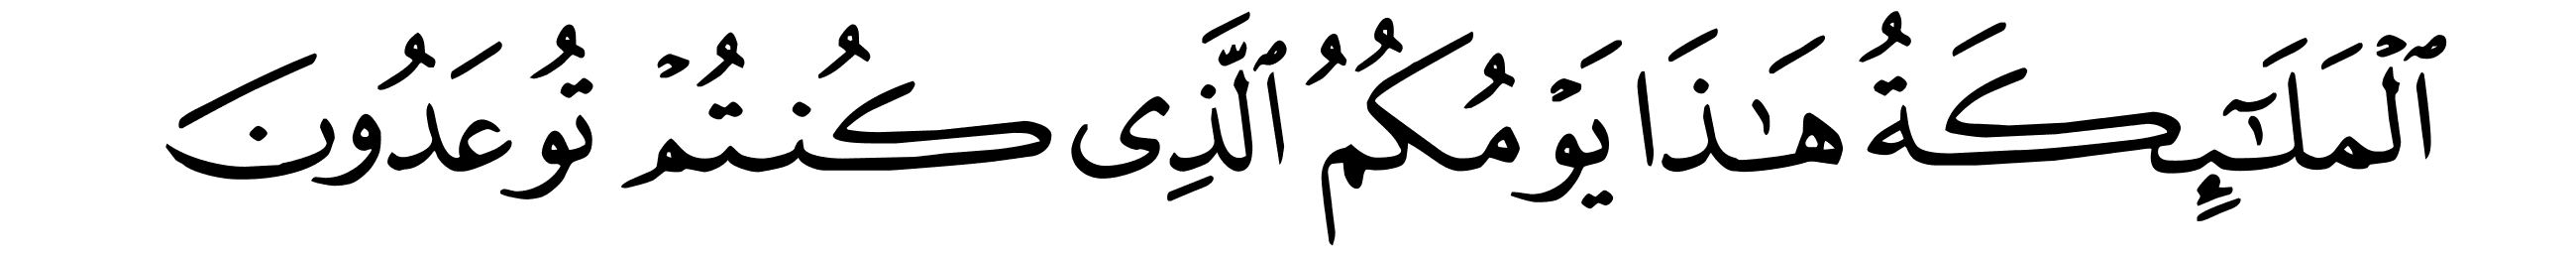 ٱلْمَلَـٰٓئِكَةُ هَـٰذَا يَوْمُكُمُ ٱلَّذِى كُنتُمْ تُوعَدُونَ